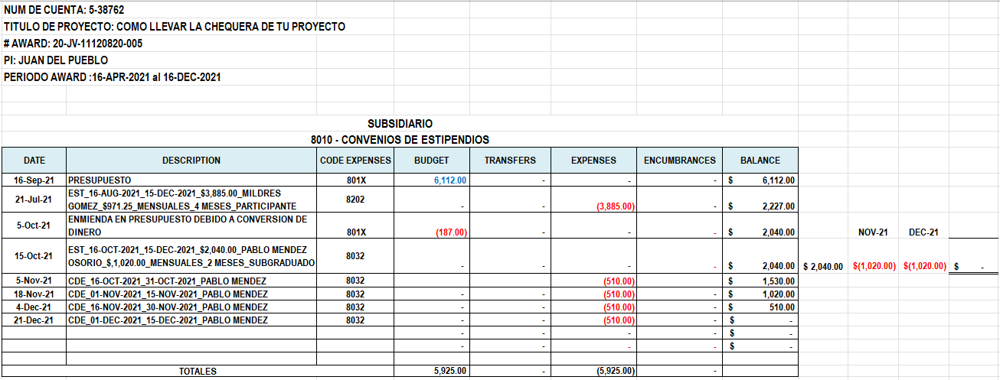 NUM DE CUENTA: 5-38762
TITULO DE PROYECTO: COMO LLEVAR LA CHEQUERA DE TU PROYECTO
# AWARD: 20-JV-11120820-005
PI: JUAN DEL PUEBLO
PERIODO AWARD :16-APR-2021 al 16-DEC-2021
SUBSIDIARIO
8010 - CONVENIOS DE ESTIPENDIOS
DATE DESCRIPTION CODE EXPENSES BUDGET TRANSFERS EXPENSES ENCUMBRANCES BALANCE
16-Sep-21 PRESUPUESTO 801X 6,112.00 - - - $ 6,112.00
EST_16-AUG-2021_15-DEC-2021_$3,885.00_MILDRES
21-Jul-21 GOMEZ_$971.25_MENSUALES_4 MESES_PARTICIPANTE 8202 - - (3,885.00) - $ 2,227.00
ENMIENDA EN PRESUPUESTO DEBIDO A CONVERSION DE
5-Oct-21 DINERO 801X (187.00) - - - $ 2,040.00 NOV-21 DEC-21
EST_16-OCT-2021_15-DEC-2021_$2,040.00_PABLO MENDEZ
15-Oct-21 OSORIO_$,1,020.00_MENSUALES_2 MESES_SUBGRADUADO 8032 - - - - $ 2,040.00 $ 2,040.00 $(1,020.00) $(1,020.00) $ -
5-Nov-21 CDE_16-OCT-2021_31-OCT-2021_PABLO MENDEZ 8032 - - (510.00) $ 1,530.00
18-Nov-21 CDE_01-NOV-2021_15-NOV-2021_PABLO MENDEZ 8032 - - (510.00) - $ 1,020.00
4-Dec-21 CDE_16-NOV-2021_30-NOV-2021_PABLO MENDEZ 8032 - - (510.00) - $ 510.00
21-Dec-21 CDE_01-DEC-2021_15-DEC-2021_PABLO MENDEZ 8032 - - (510.00) - $ -
- - - - $ -
- - - - $ -
TOTALES 5,925.00 - (5,925.00) -